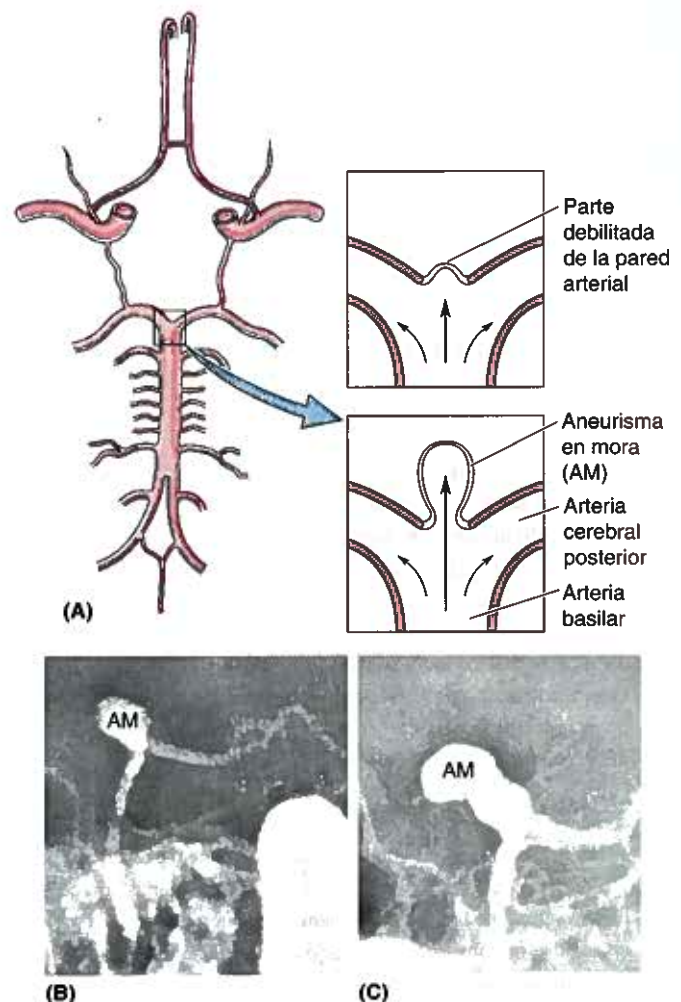 Parte
debilitada
de la pared
arterial
Aneurisma
en mora
(AM)
Arteria
cerebral
posterior
Arteria
basilar
(A)
AM
AM
(B)
(C)